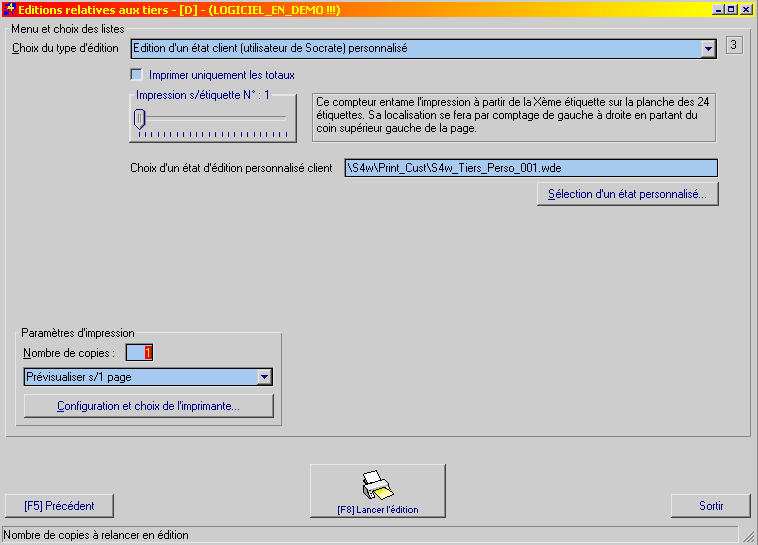 Editions relatives aux tiers - [D] - (LOGICIEL_EN_DEMO !!!)
Menu et choix des listes
Choix du type d'édition
Edition d'un état client (utilisateur de Socrate) personnalisé
3
Imprimer uniquement les totaux
Impression s/étiquette N° : 1
Ce compteur entame l'impression à partir de la Xème étiquette sur la planche des 24
étiquettes. Sa localisation se fera par comptage de gauche à droite en partant du
coin supérieur gauche de la page.
Choix d'un état d'édition personnalisé client
\S4w\Print_Cust\S4w_Tiers_Perso_001.wde
Sélection d'un état personnalisé...
Paramètres d'impression
Nombre de copies :
1
Prévisualiser s/1 page
Configuration et choix de l'imprimante...
[F5] Précédent
[F8] Lancer l'édition
Sortir
Nombre de copies à relancer en édition